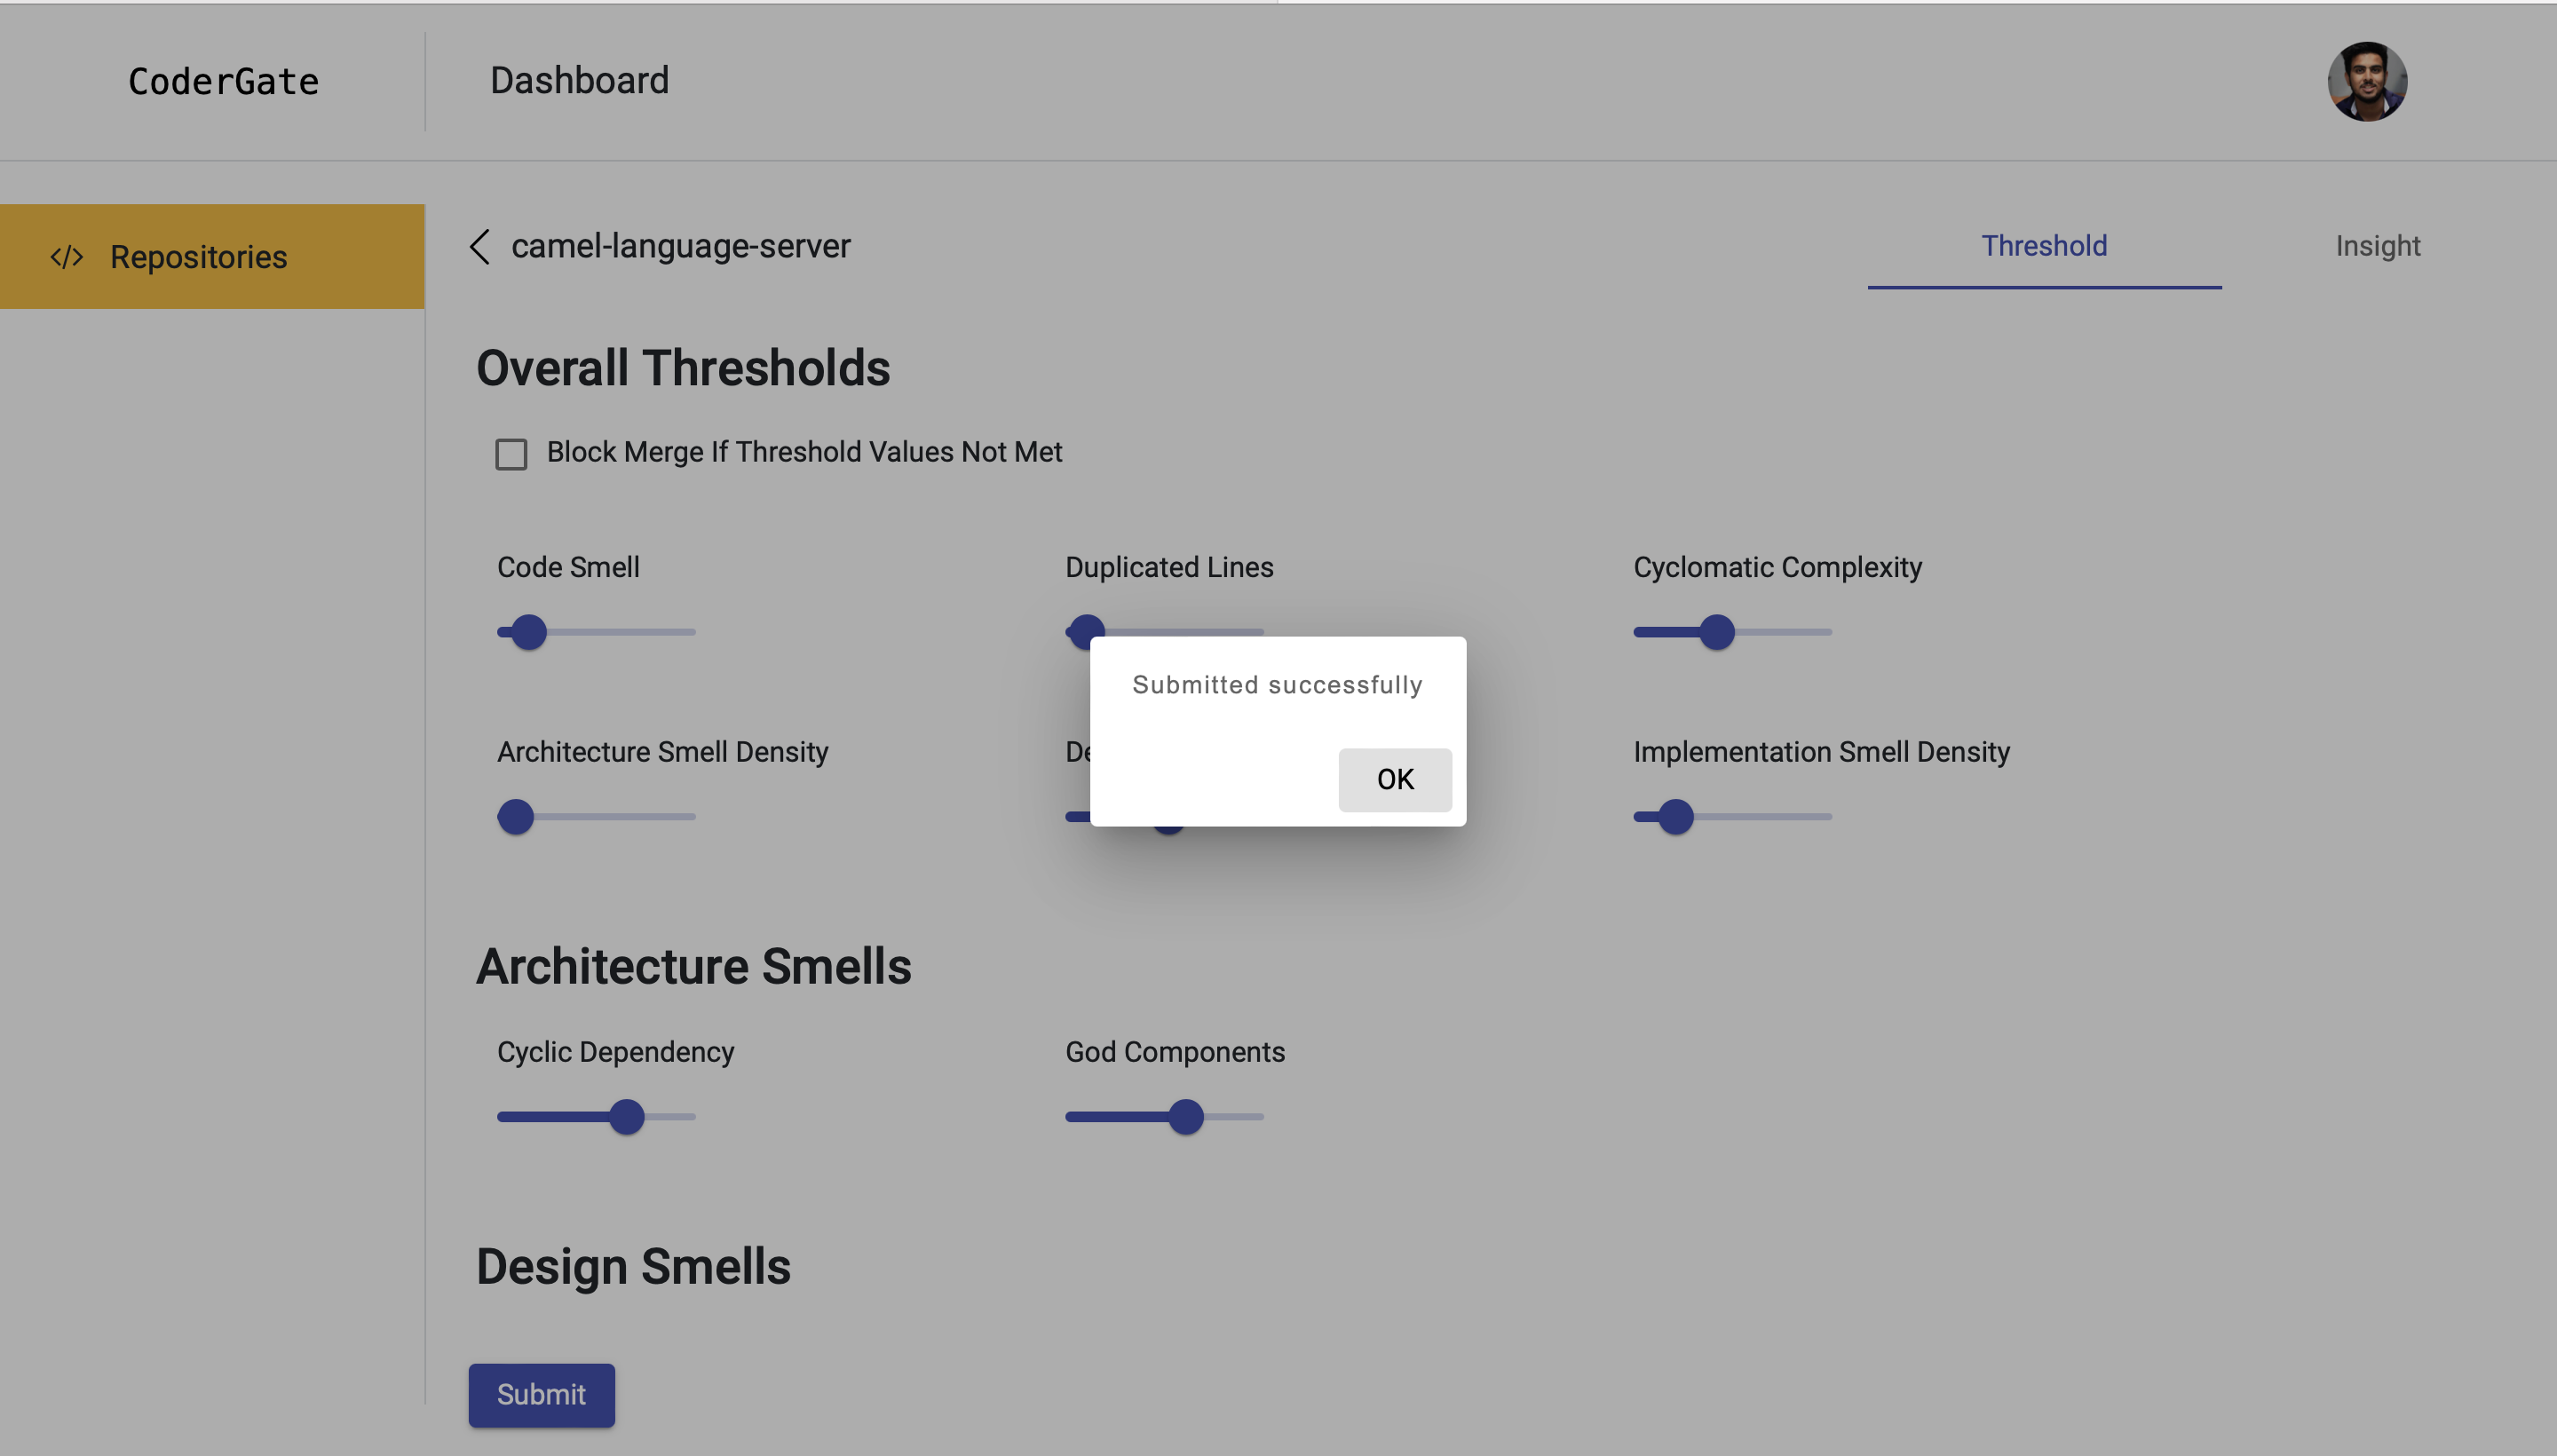 CoderGate
Dashboard
</> Repositories
camel-language-server
Threshold
Insight
Overall Thresholds
Block Merge If Threshold Values Not Met
Code Smell
Duplicated Lines
Cyclomatic Complexity
Submitted successfully
OK
Architecture Smell Density
Implementation Smell Density
Architecture Smells
Cyclic Dependency
God Components
Design Smells
Submit